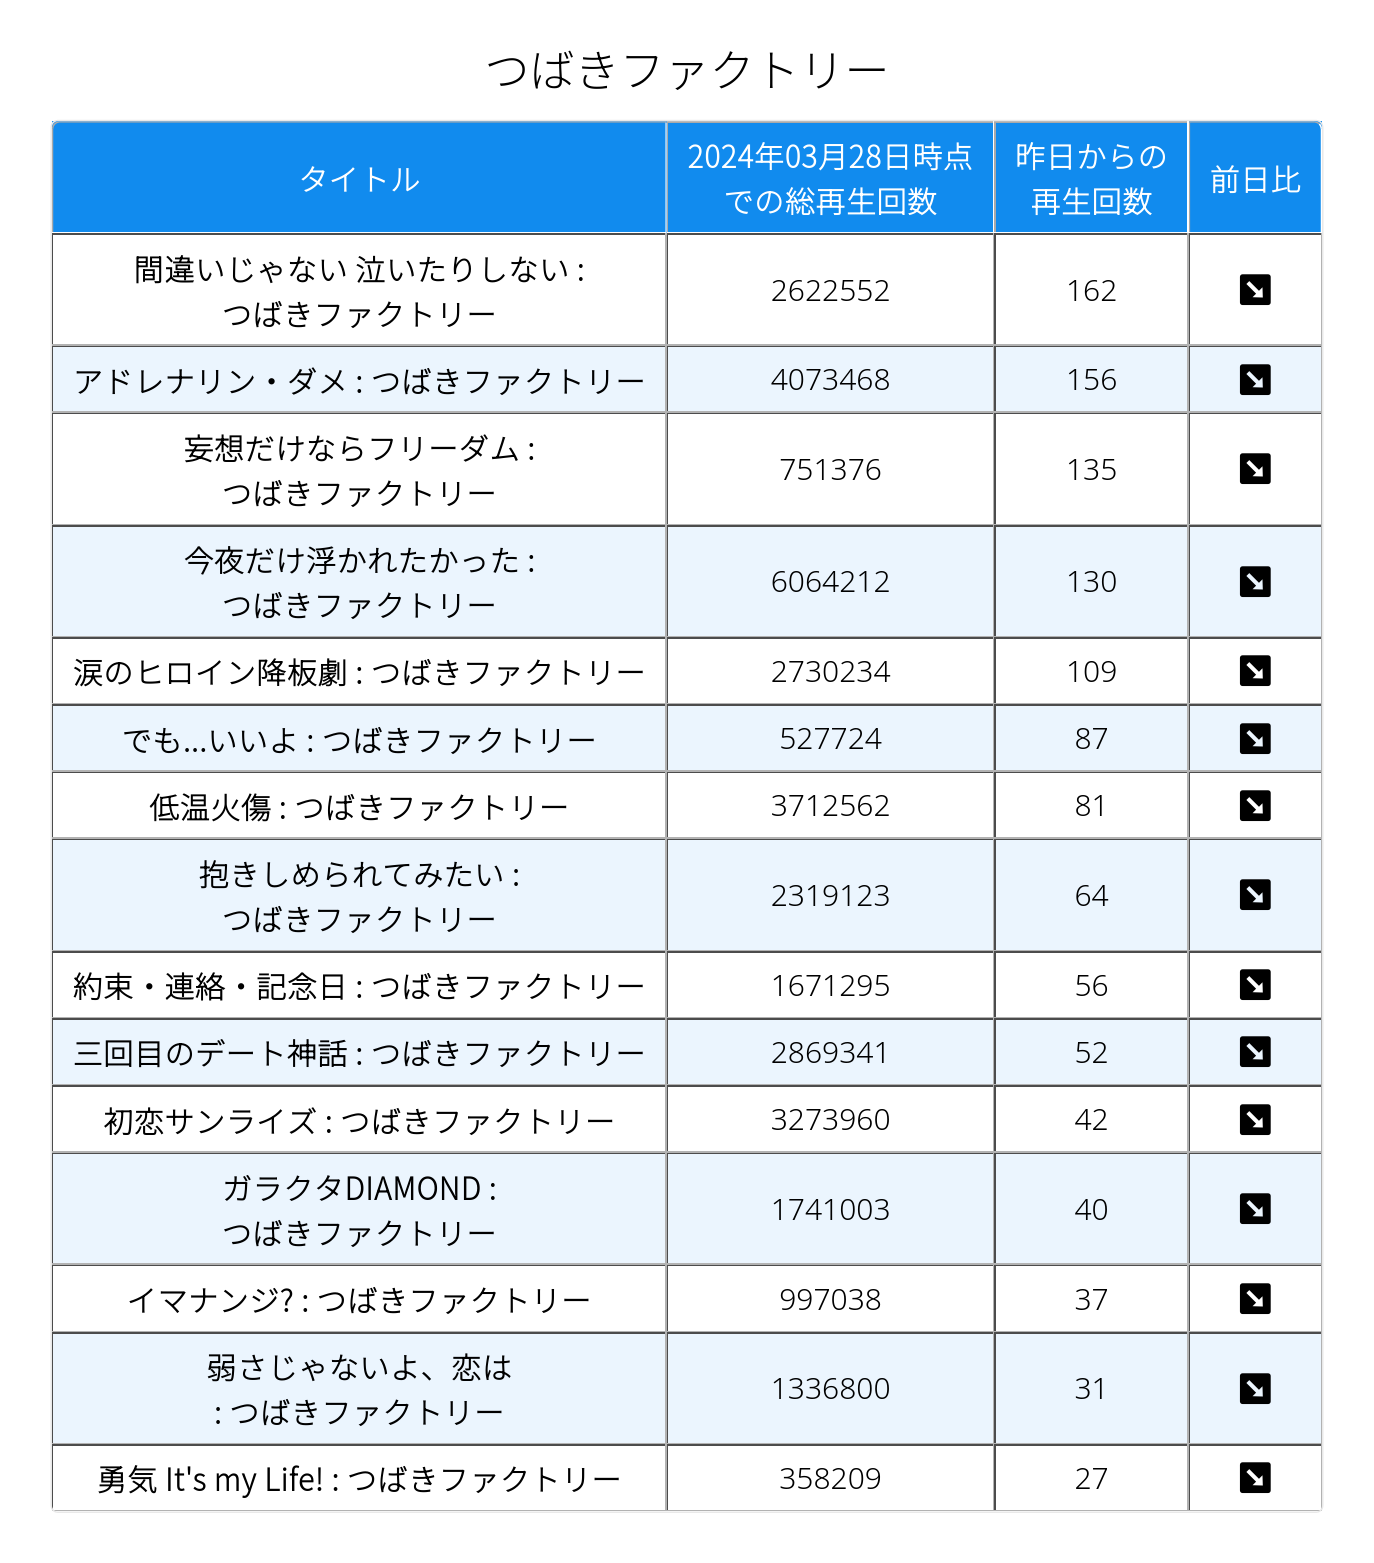 つばきファクトリー
タイトル
2024年03月28日時点
での総再生回数
昨日からの
再生回数
前日比
間違いじゃない 泣いたりしない :
つばきファクトリー
2622552
162
アドレナリン・ダメ : つばきファクトリー
4073468
156
妄想だけならフリーダム :
つばきファクトリー
751376
135
今夜だけ浮かれたかった :
つばきファクトリー
6064212
130
涙のヒロイン降板劇 : つばきファクトリー
2730234
109
でも...いいよ : つばきファクトリー
527724
87
低温火傷 : つばきファクトリー
3712562
81
抱きしめられてみたい :
つばきファクトリー
2319123
64
約束・連絡・記念日 : つばきファクトリー
1671295
56
三回目のデート神話 : つばきファクトリー
2869341
52
初恋サンライズ : つばきファクトリー
3273960
42
ガラクタDIAMOND :
つばきファクトリー
1741003
40
イマナンジ? : つばきファクトリー
997038
37
弱さじゃないよ、恋は
: つばきファクトリー
1336800
31
勇気 It's my Life! : つばきファクトリー
358209
27